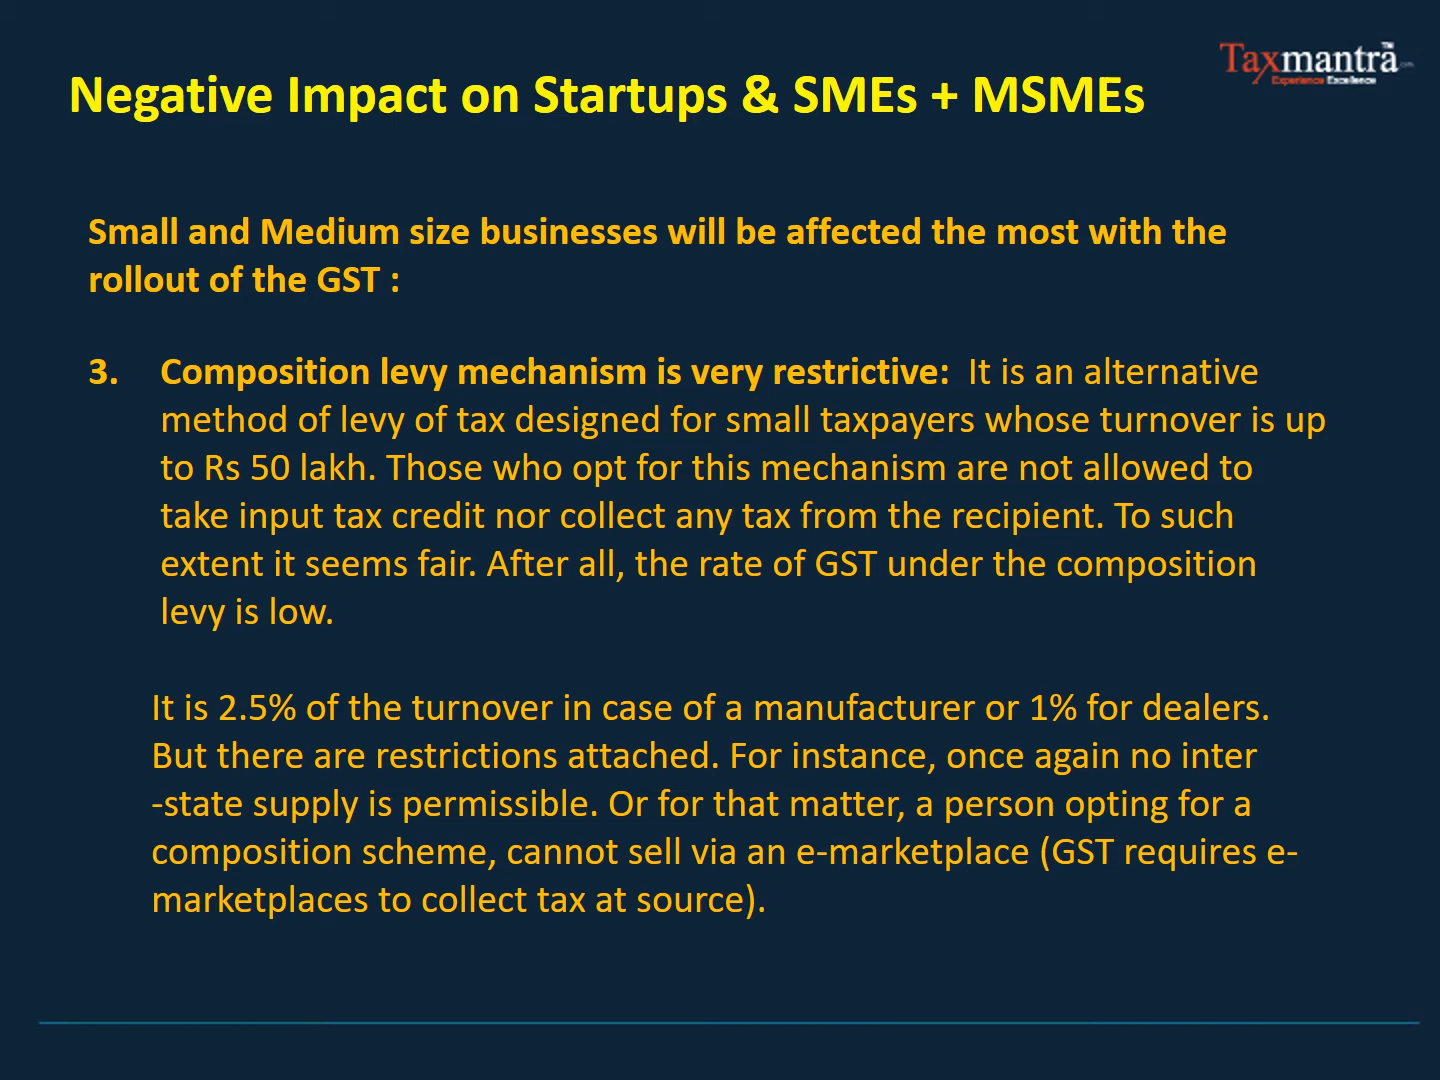 Taxmantra
Experience Excellence
Negative Impact on Startups & SMEs + MSMEs
Small and Medium size businesses will be affected the most with the
rollout of the GST :
3. Composition levy mechanism is very restrictive: It is an alternative
method of levy of tax designed for small taxpayers whose turnover is up
to Rs 50 lakh. Those who opt for this mechanism are not allowed to
take input tax credit nor collect any tax from the recipient. To such
extent it seems fair. After all, the rate of GST under the composition
levy is low.
It is 2.5% of the turnover in case of a manufacturer or 1% for dealers.
But there are restrictions attached. For instance, once again no inter
-state supply is permissible. Or for that matter, a person opting for a
composition scheme, cannot sell via an e-marketplace (GST requires e-
marketplaces to collect tax at source).